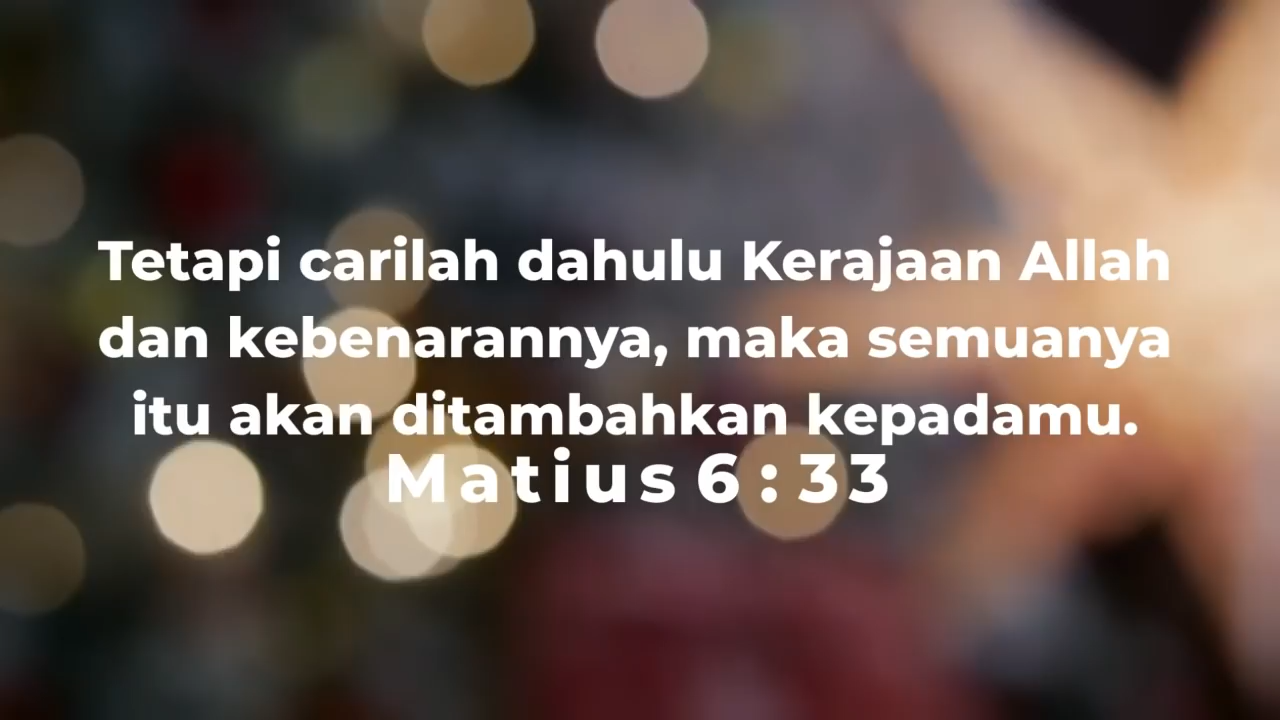 Tetapi carilah dahulu Kerajaan Allah
dan kebenarannya, maka semuanya
itu akan ditambahkan kepadamu.
Matius 6:33